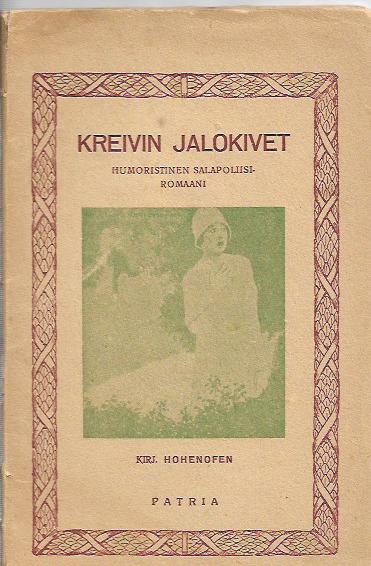 KREIVIN JALOKIVET
HUMORISTINEN SALAPOLIISI-
ROMAANI
KIRJ. HOHENOFEN
PATRIA